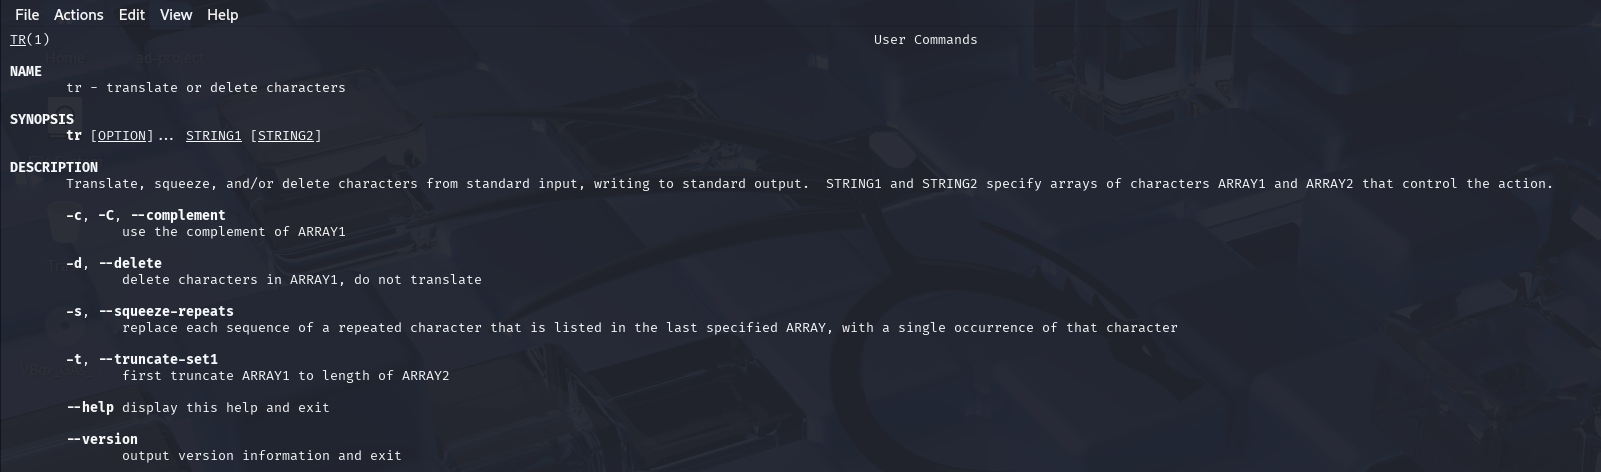 File Actions Edit View Help
TR(1) User Commands
NAME
tr - translate or delete characters
SYNOPSIS
tr [OPTION]... STRING1 [STRING2]
DESCRIPTION
Translate, squeeze, and/or delete characters from standard input, writing to standard output. STRING1 and STRING2 specify arrays of characters ARRAY1 and ARRAY2 that control the action.
-c, -C, --complement
use the complement of ARRAY1
-d, --delete
delete characters in ARRAY1, do not translate
-s, --squeeze-repeats
replace each sequence of a repeated character that is listed in the last specified ARRAY, with a single occurrence of that character
-t, --truncate-set1
first truncate ARRAY1 to length of ARRAY2
--help display this help and exit
--version
output version information and exit